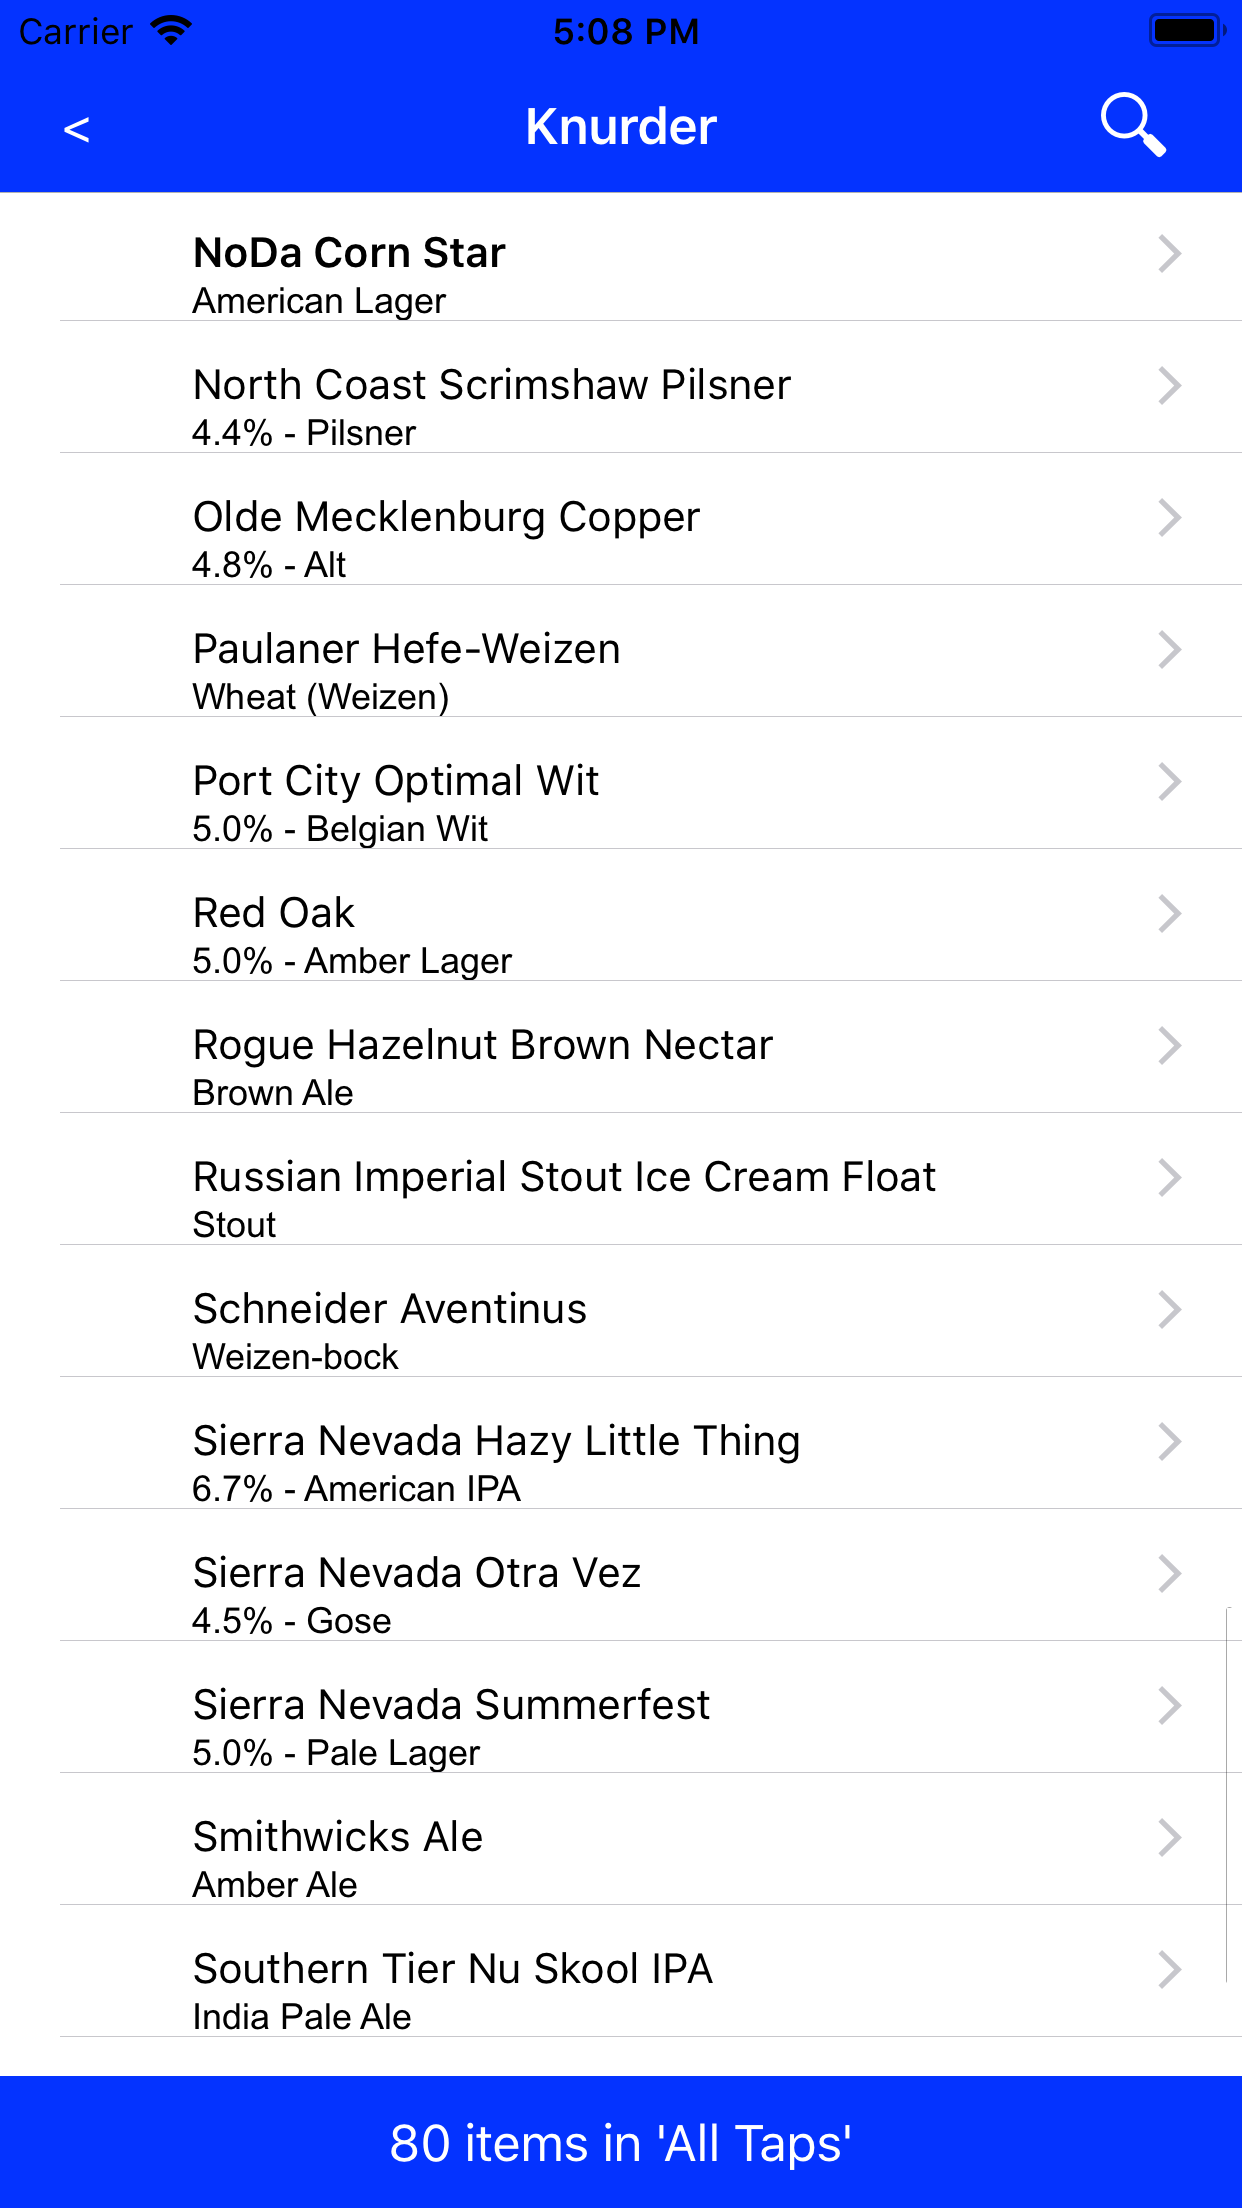 Carrier 5:08 PM
< Knurder
NoDa Corn Star
American Lager
North Coast Scrimshaw Pilsner
4.4% - Pilsner
Olde Mecklenburg Copper
4.8% - Alt
Paulaner Hefe-Weizen
Wheat (Weizen)
Port City Optimal Wit
5.0% - Belgian Wit
Red Oak
5.0% - Amber Lager
Rogue Hazelnut Brown Nectar
Brown Ale
Russian Imperial Stout Ice Cream Float
Stout
Schneider Aventinus
Weizen-bock
Sierra Nevada Hazy Little Thing
6.7% - American IPA
Sierra Nevada Otra Vez
4.5% - Gose
Sierra Nevada Summerfest
5.0% - Pale Lager
Smithwicks Ale
Amber Ale
Southern Tier Nu Skool IPA
India Pale Ale
80 items in 'All Taps'